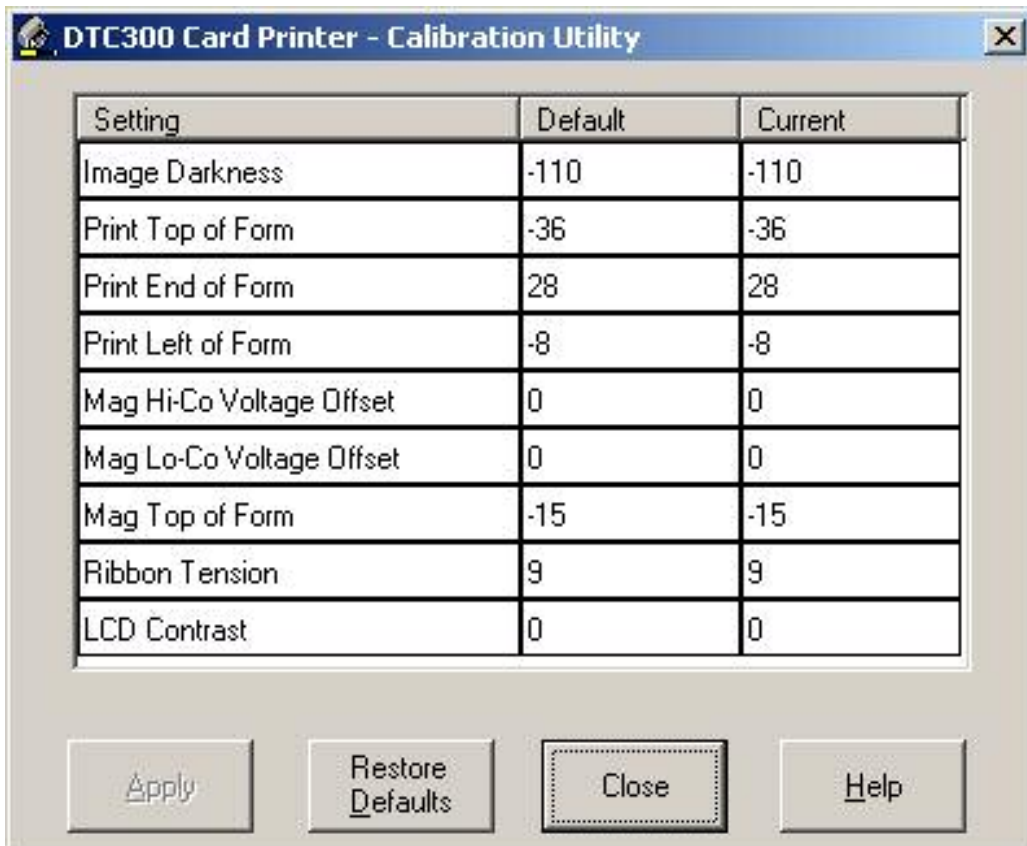 DTC300 Card Printer - Calibration Utility
Setting Default Current
Image Darkness -110 -110
Print Top of Form -36 -36
Print End of Form 28 28
Print Left of Form -8 -8
Mag Hi-Co Voltage Offset 0 0
Mag Lo-Co Voltage Offset 0 0
Mag Top of Form -15 -15
Ribbon Tension 9 9
LCD Contrast 0 0
Apply
Restore
Defaults
Close
Help